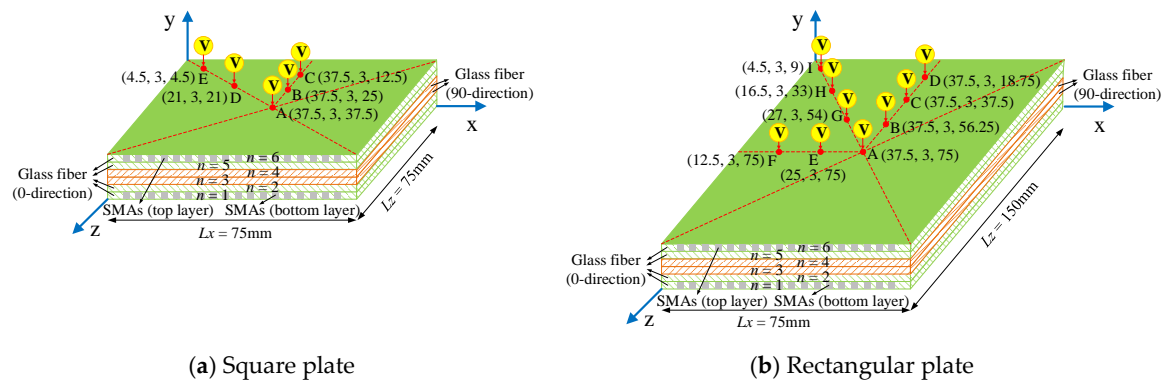 y
V V V V V
E
D
C
B
A
(4.5, 3, 4.5)
(21, 3, 21)
(37.5, 3, 12.5)
(37.5, 3, 25)
(37.5, 3, 37.5)
Glass fiber
(90-direction)
x
n = 6
n = 5
n = 4
n = 3
n = 2
n = 1
Glass fiber
(0-direction)
SMAs (top layer)
SMAs (bottom layer)
z
Lx = 75mm
Lz = 75mm
(a) Square plate
y
V V V V V V V V V
(4.5, 3, 9)
I
(16.5, 3, 33)
H
(27, 3, 54)
G
(12.5, 3, 75)
F
E
(25, 3, 75)
A
(37.5, 3, 75)
B
(37.5, 3, 56.25)
C
(37.5, 3, 37.5)
D
(37.5, 3, 18.75)
Glass fiber
(90-direction)
x
n = 6
n = 5
n = 4
n = 3
n = 2
n = 1
Glass fiber
(0-direction)
SMAs (top layer)
SMAs (bottom layer)
z
Lx = 75mm
Lz = 150mm
(b) Rectangular plate